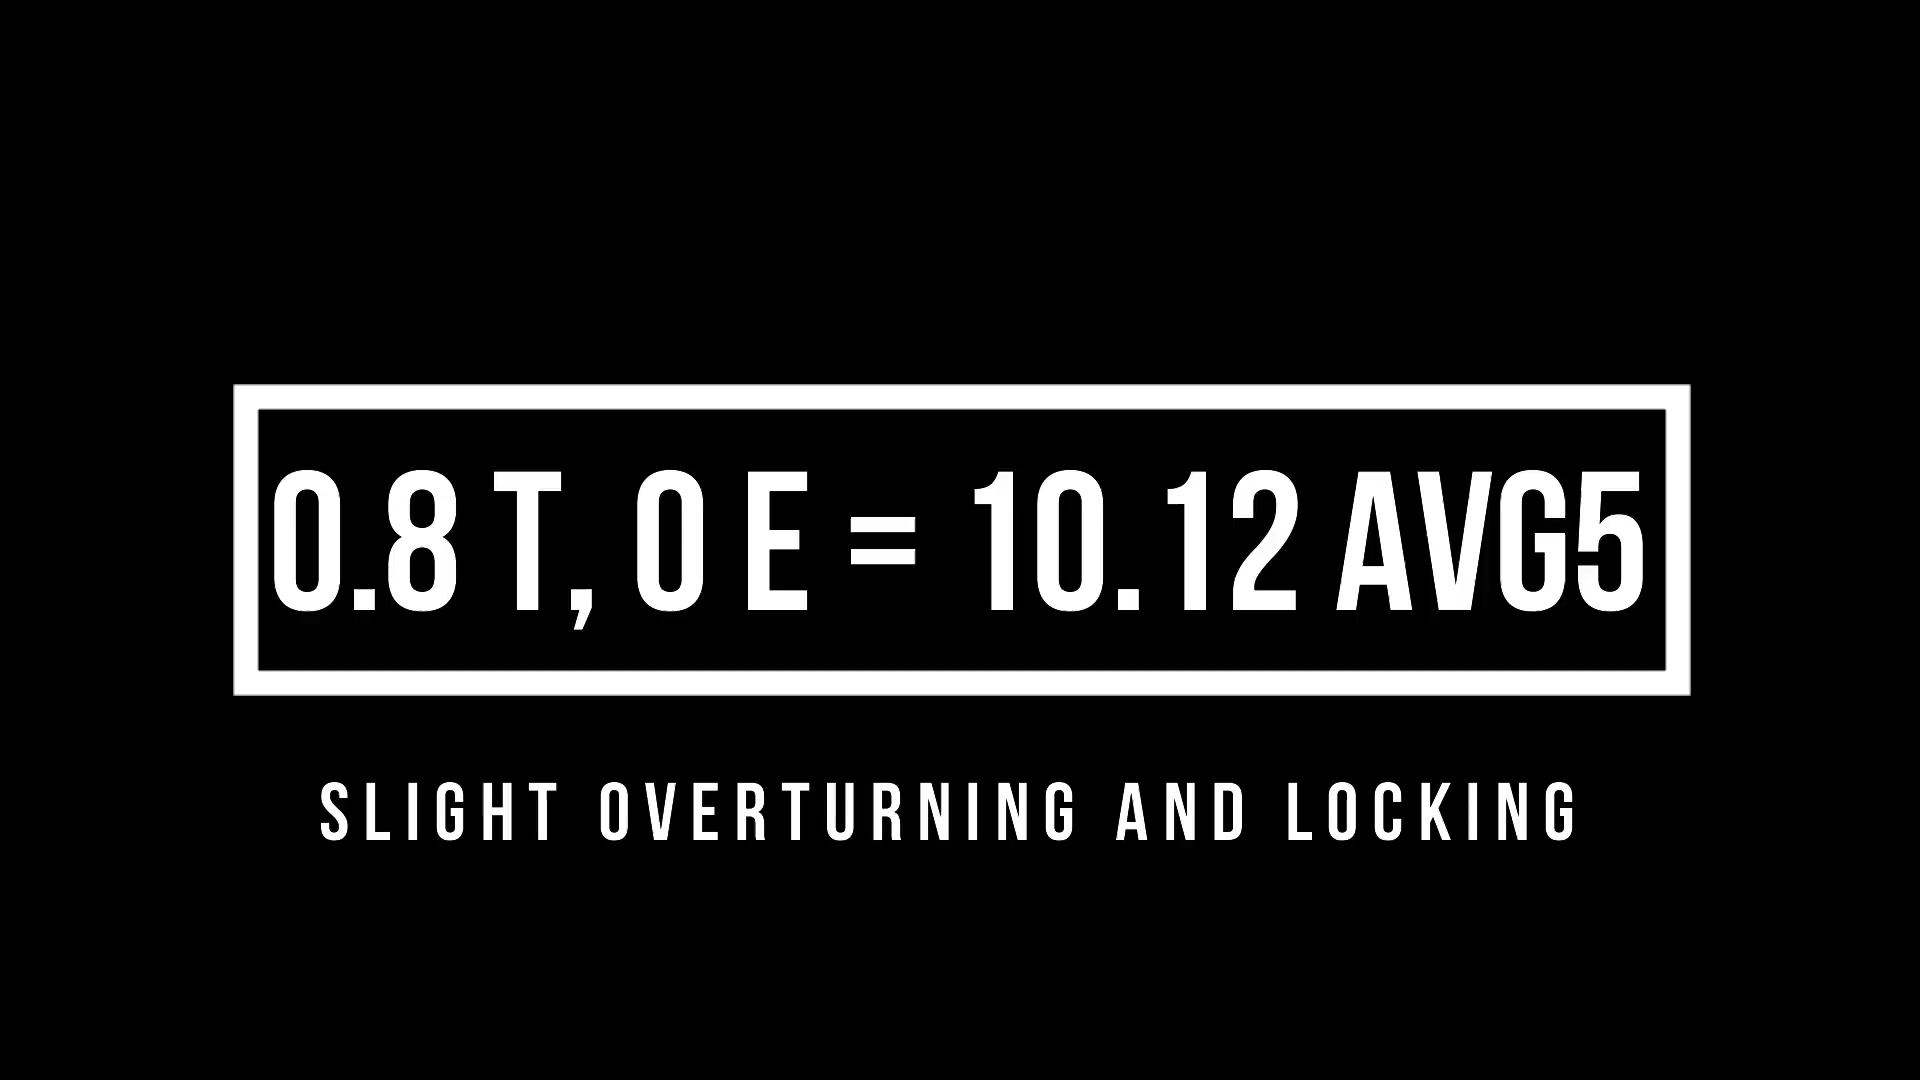 0.8 T, 0 E = 10.12 AVG5
SLIGHT OVERTURNING AND LOCKING